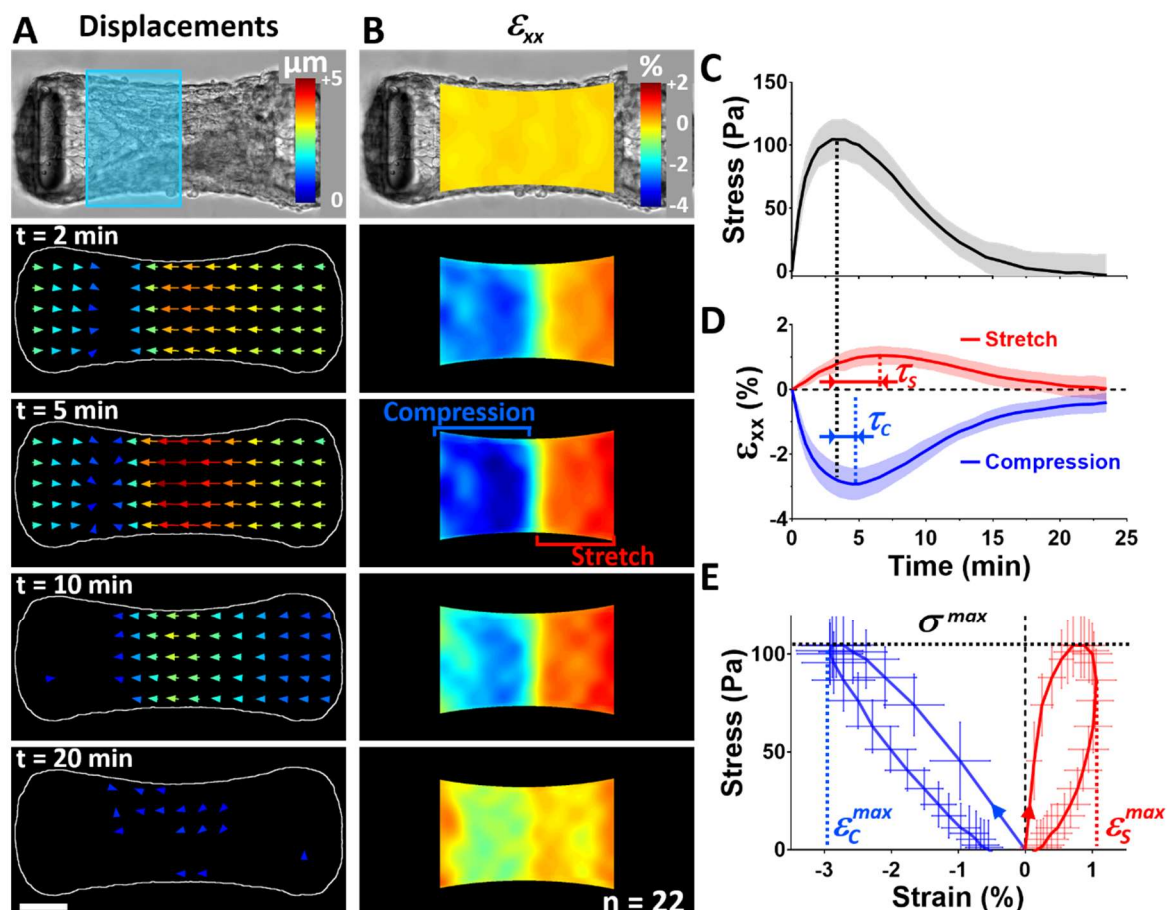 A
Displacements
µm
+5
0
t = 2 min
t = 5 min
t = 10 min
t = 20 min
B
εxx
%
+2
0
-2
-4
Compression
Stretch
n = 22
C
Stress (Pa)
150
100
50
0
D
εxx (%)
2
0
-2
-4
Stretch
τS
τC
Compression
0 5 10 15 20 25
Time (min)
E
Stress (Pa)
100
50
0
σmax
εCmax
εSmax
-3 -2 -1 0 1
Strain (%)